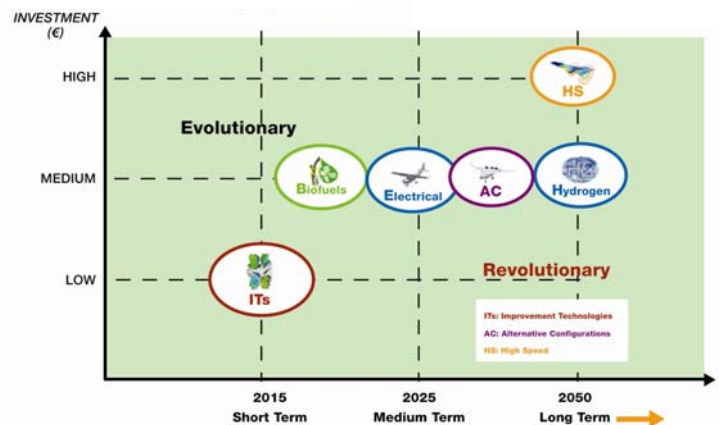 INVESTMENT
(€)
HIGH
HS
Evolutionary
MEDIUM
Biofuels
Electrical
AC
Hydrogen
LOW
ITs
Revolutionary
ITs: Improvement Technologies
AC: Alternative Configurations
HS: High Speed
2015
2025
2050
Short Term
Medium Term
Long Term